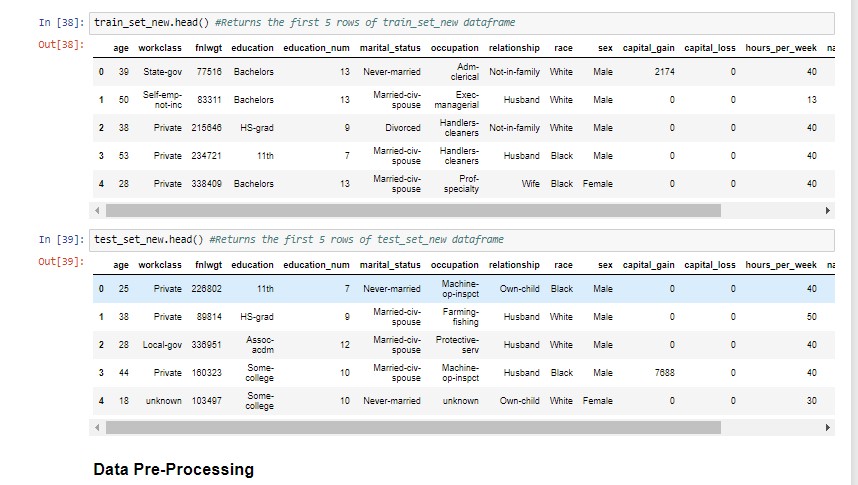 In [38]: train_set_new.head() #Returns the first 5 rows of train_set_new dataframe
Out[38]:
age workclass fnlwgt education education_num marital_status occupation relationship race sex capital_gain capital_loss hours_per_week na
0 39 State-gov 77516 Bachelors 13 Never-married Adm-clerical Not-in-family White Male 2174 0 40
1 50 Self-emp-not-inc 83311 Bachelors 13 Married-civ-spouse Exec-managerial Husband White Male 0 0 13
2 38 Private 215646 HS-grad 9 Divorced Handlers-cleaners Not-in-family White Male 0 0 40
3 53 Private 234721 11th 7 Married-civ-spouse Handlers-cleaners Husband Black Male 0 0 40
4 28 Private 338409 Bachelors 13 Married-civ-spouse Prof-specialty Wife Black Female 0 0 40
In [39]: test_set_new.head() #Returns the first 5 rows of test_set_new dataframe
Out[39]:
age workclass fnlwgt education education_num marital_status occupation relationship race sex capital_gain capital_loss hours_per_week na
0 25 Private 226802 11th 7 Never-married Machine-op-inspct Own-child Black Male 0 0 40
1 38 Private 89814 HS-grad 9 Married-civ-spouse Farming-fishing Husband White Male 0 0 50
2 28 Local-gov 336951 Assoc-acdm 12 Married-civ-spouse Protective-serv Husband White Male 0 0 40
3 44 Private 160323 Some-college 10 Married-civ-spouse Machine-op-inspct Husband Black Male 7688 0 40
4 18 unknown 103497 Some-college 10 Never-married unknown Own-child White Female 0 0 30
Data Pre-Processing